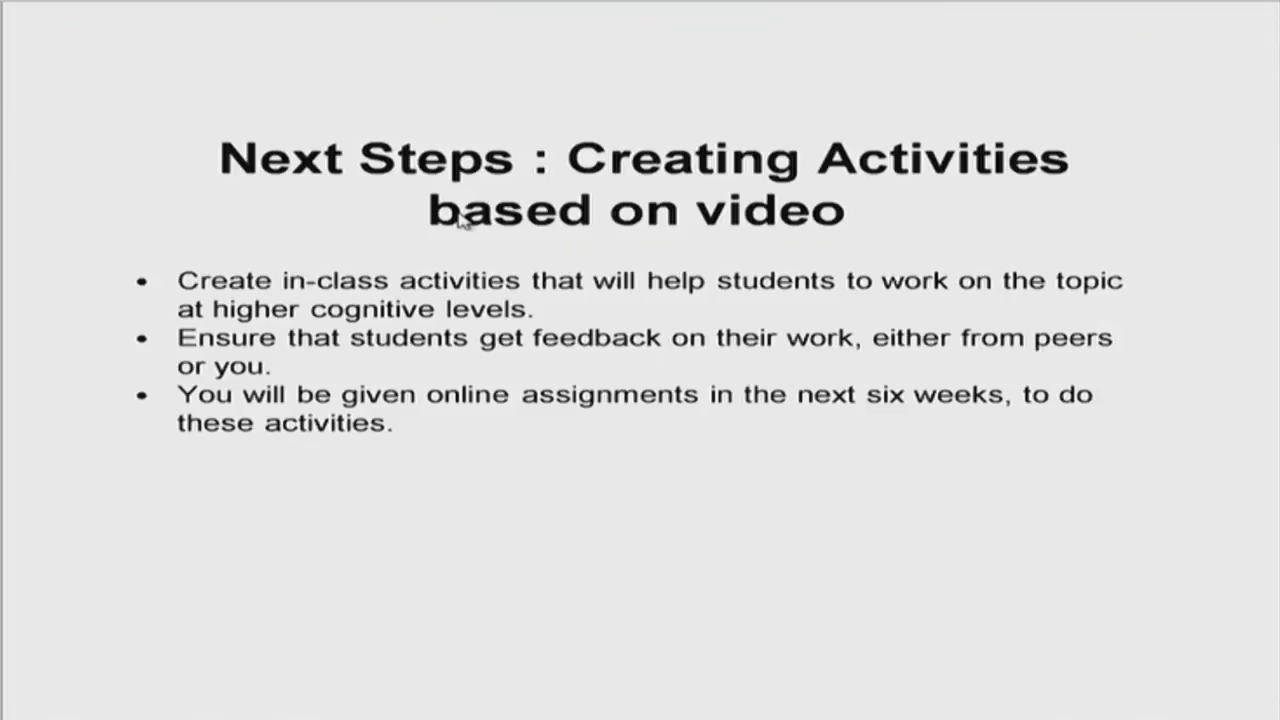 Next Steps : Creating Activities
based on video
• Create in-class activities that will help students to work on the topic
at higher cognitive levels.
• Ensure that students get feedback on their work, either from peers
or you.
• You will be given online assignments in the next six weeks, to do
these activities.